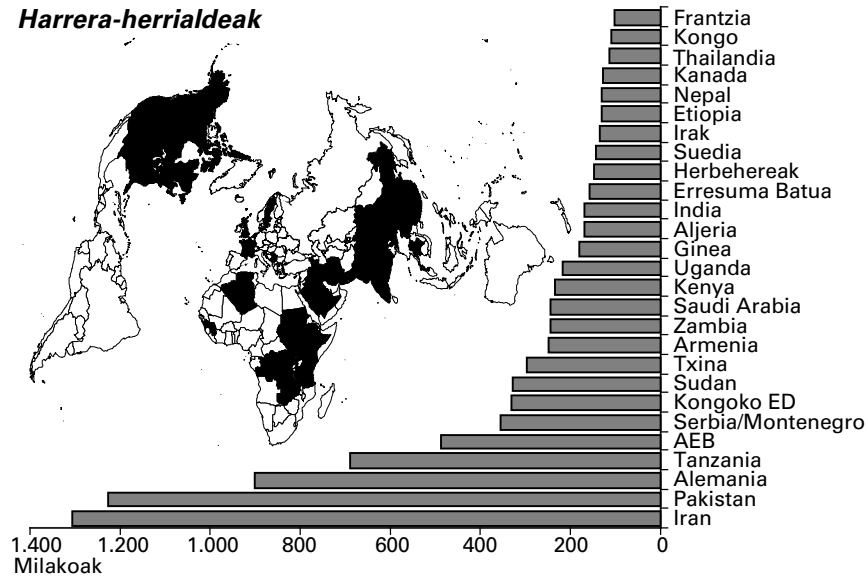 Harrera-herrialdeak
Frantzia
Kongo
Thailandia
Kanada
Nepal
Etiopia
Irak
Suedia
Herbehereak
Erresuma Batua
India
Aljeria
Ginea
Uganda
Kenya
Saudi Arabia
Zambia
Armenia
Txina
Sudan
Kongoko ED
Serbia/Montenegro
AEB
Tanzania
Alemania
Pakistan
Iran
1.400 1.200 1.000 800 600 400 200 0
Milakoak